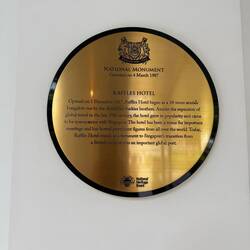 NATIONAL MONUMENT
Gazetted on 4 March 1987
RAFFLES HOTEL
Opened on 1 December 1887, Raffles Hotel began as a 10-room seaside
bungalow run by the Sarkies brothers. Amidst the expansion of
global travel in the late 19th century, the hotel grew in popularity and came
to be synonymous with Singapore. The hotel has been a venue for important
meetings and has hosted prominent figures from all over the world. Today,
Raffles Hotel stands as a testament to Singapore's transition from
a British colony to an important global port.
National
Heritage
Board